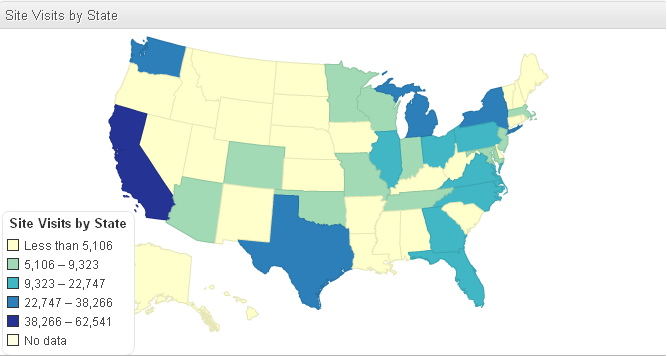 Site Visits by State
Site Visits by State
Less than 5,106
5,106 – 9,323
9,323 – 22,747
22,747 – 38,266
38,266 – 62,541
No data